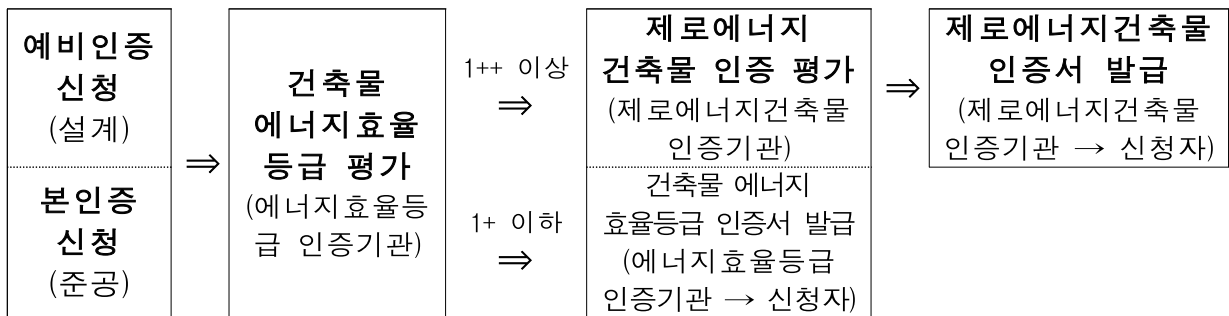 예비인증
신청
(설계)
본인증
신청
(준공)
⇒
건축물
에너지효율
등급 평가
(에너지효율등
급 인증기관)
1++ 이상
⇒
1+ 이하
⇒
제로에너지
건축물 인증 평가
(제로에너지건축물
인증기관)
건축물 에너지
효율등급 인증서 발급
(에너지효율등급
인증기관 → 신청자)
⇒
제로에너지건축물
인증서 발급
(제로에너지건축물
인증기관 → 신청자)